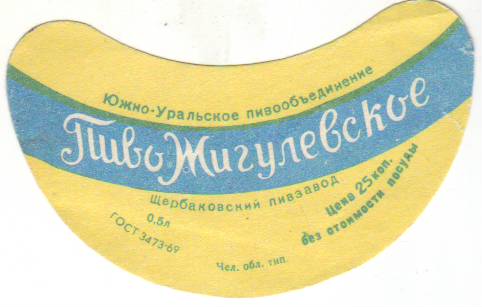 Южно-Уральское пивообъединение
Пиво Жигулевское
Щербаковский пивзавод
0,5л
ГОСТ 3473-69
Цена 25 коп.
без стоимости посуды
Чел. обл. тип.